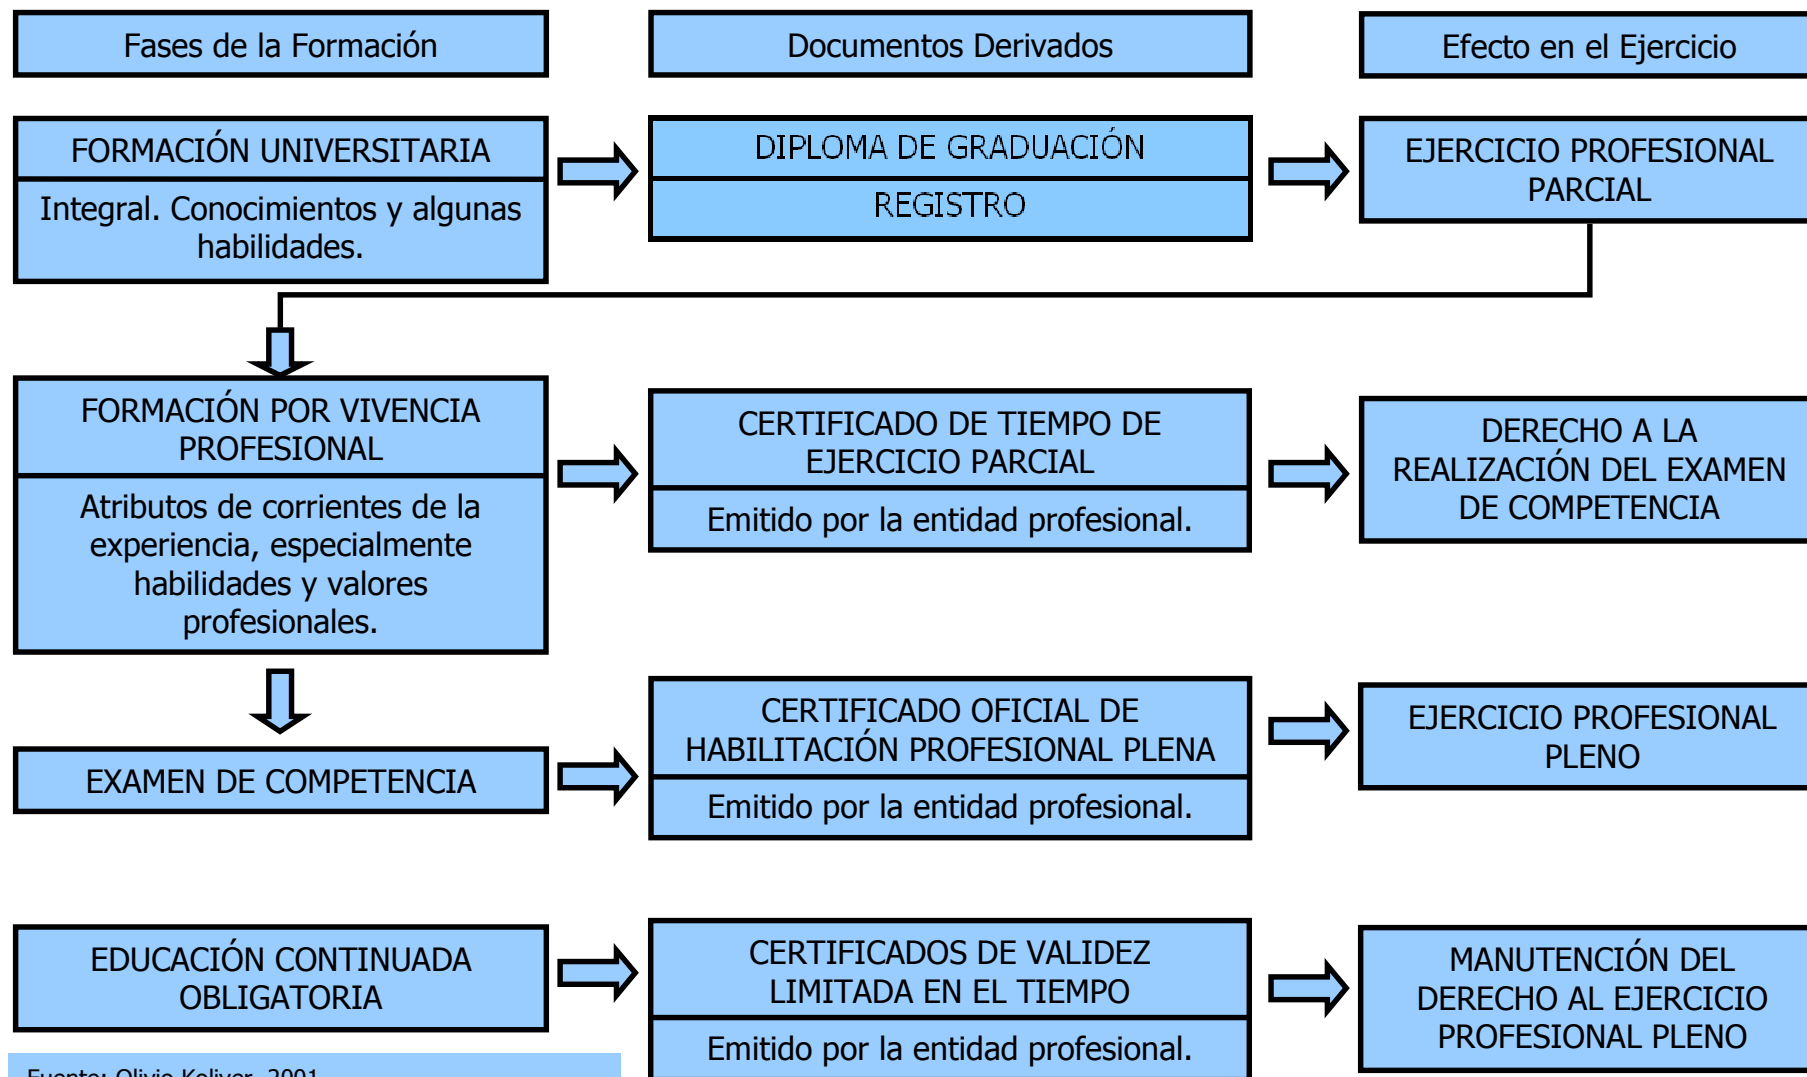 Fases de la Formación
Documentos Derivados
Efecto en el Ejercicio
FORMACIÓN UNIVERSITARIA
Integral. Conocimientos y algunas
habilidades.
DIPLOMA DE GRADUACIÓN
REGISTRO
EJERCICIO PROFESIONAL
PARCIAL
FORMACIÓN POR VIVENCIA
PROFESIONAL
Atributos de corrientes de la
experiencia, especialmente
habilidades y valores
profesionales.
CERTIFICADO DE TIEMPO DE
EJERCICIO PARCIAL
Emitido por la entidad profesional.
DERECHO A LA
REALIZACIÓN DEL EXAMEN
DE COMPETENCIA
EXAMEN DE COMPETENCIA
CERTIFICADO OFICIAL DE
HABILITACIÓN PROFESIONAL PLENA
Emitido por la entidad profesional.
EJERCICIO PROFESIONAL
PLENO
EDUCACIÓN CONTINUADA
OBLIGATORIA
CERTIFICADOS DE VALIDEZ
LIMITADA EN EL TIEMPO
Emitido por la entidad profesional.
MANUTENCIÓN DEL
DERECHO AL EJERCICIO
PROFESIONAL PLENO
Fuente: Olivio Koliver, 2001